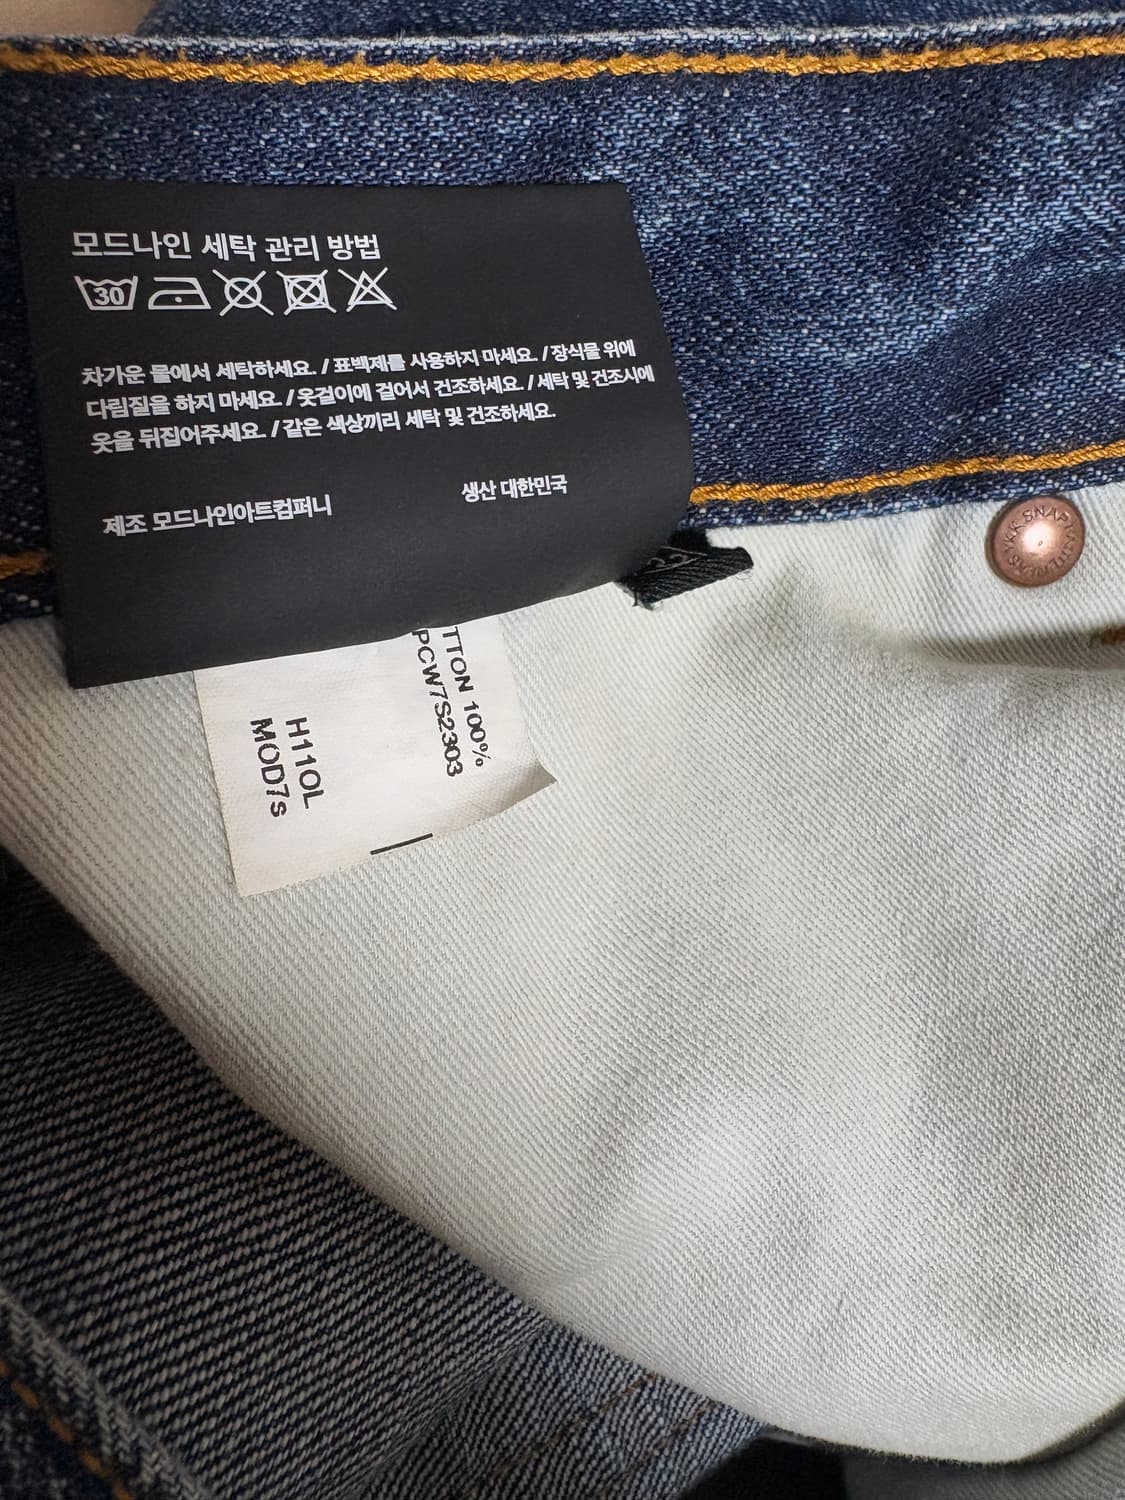 모드나인 세탁 관리 방법
30
차가운 물에서 세탁하세요. / 표백제를 사용하지 마세요. / 장식물 위에
다림질을 하지 마세요. / 옷걸이에 걸어서 건조하세요. / 세탁 및 건조시에
옷을 뒤집어주세요. / 같은 색상끼리 세탁 및 건조하세요.
제조 모드나인아트컴퍼니
생산 대한민국
TTON 100%
PCW7S2303
H110L
MOD7s
YKK SNAP FASTENERS